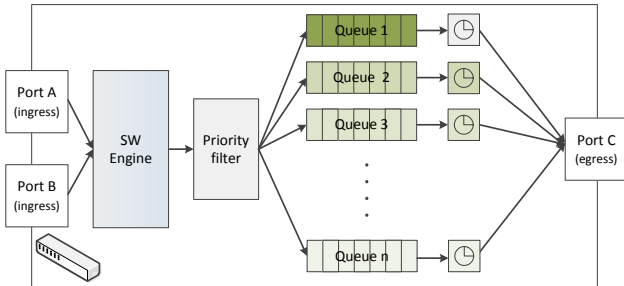 Port A
(ingress)
Port B
(ingress)
SW
Engine
Priority
filter
Queue 1
Queue 2
Queue 3
Queue n
Port C
(egress)